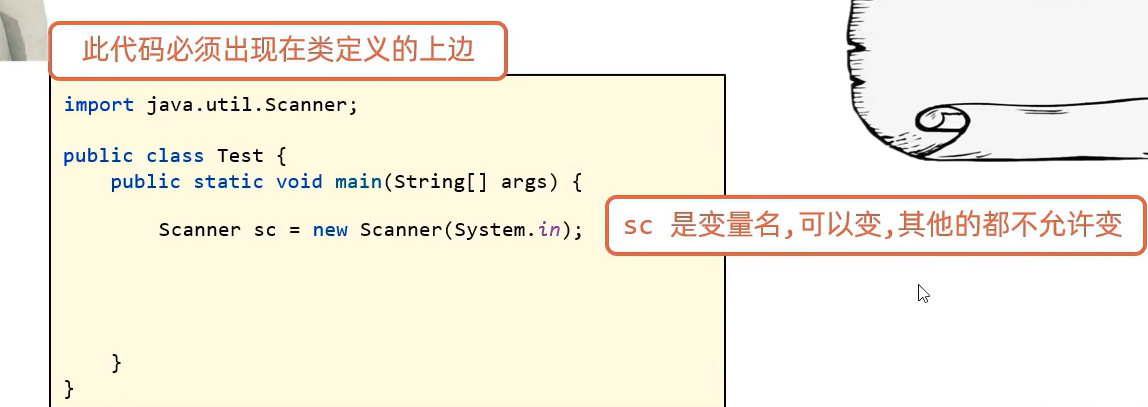 此代码必须出现在类定义的上边
import java.util.Scanner;
public class Test {
public static void main(String[] args) {
Scanner sc = new Scanner(System.in);
sc 是变量名,可以变,其他的都不允许变
}
}